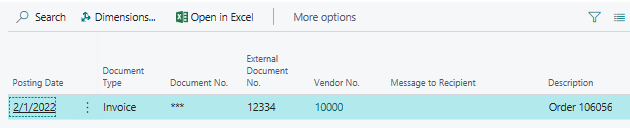 Search Dimensions... Open in Excel More options
Posting Date Document Type Document No. External Document No. Vendor No. Message to Recipient Description
2/1/2022 Invoice *** 12334 10000 Order 106056